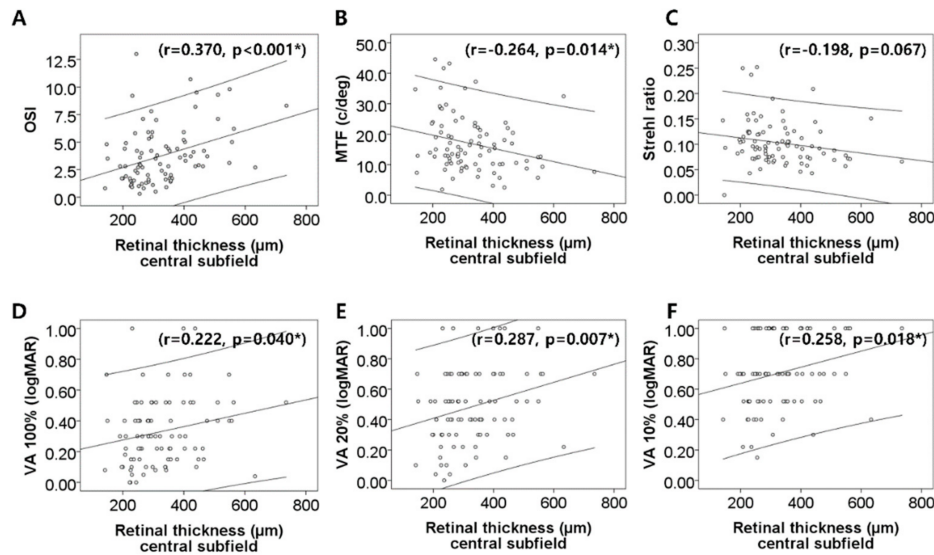 A
(r=0.370, p<0.001*)
OSI
12.5
10.0
7.5
5.0
2.5
0.0
200 400 600 800
Retinal thickness (µm)
central subfield
B
(r=-0.264, p=0.014*)
MTF (c/deg)
50.0
40.0
30.0
20.0
10.0
0.0
200 400 600 800
Retinal thickness (µm)
central subfield
C
(r=-0.198, p=0.067)
Strehl ratio
0.30
0.25
0.20
0.15
0.10
0.05
0.00
200 400 600 800
Retinal thickness (µm)
central subfield
D
(r=0.222, p=0.040*)
VA 100% (logMAR)
1.00
0.80
0.60
0.40
0.20
0.00
200 400 600 800
Retinal thickness (µm)
central subfield
E
(r=0.287, p=0.007*)
VA 20% (logMAR)
1.00
0.80
0.60
0.40
0.20
0.00
200 400 600 800
Retinal thickness (µm)
central subfield
F
(r=0.258, p=0.018*)
VA 10% (logMAR)
1.00
0.80
0.60
0.40
0.20
0.00
200 400 600 800
Retinal thickness (µm)
central subfield